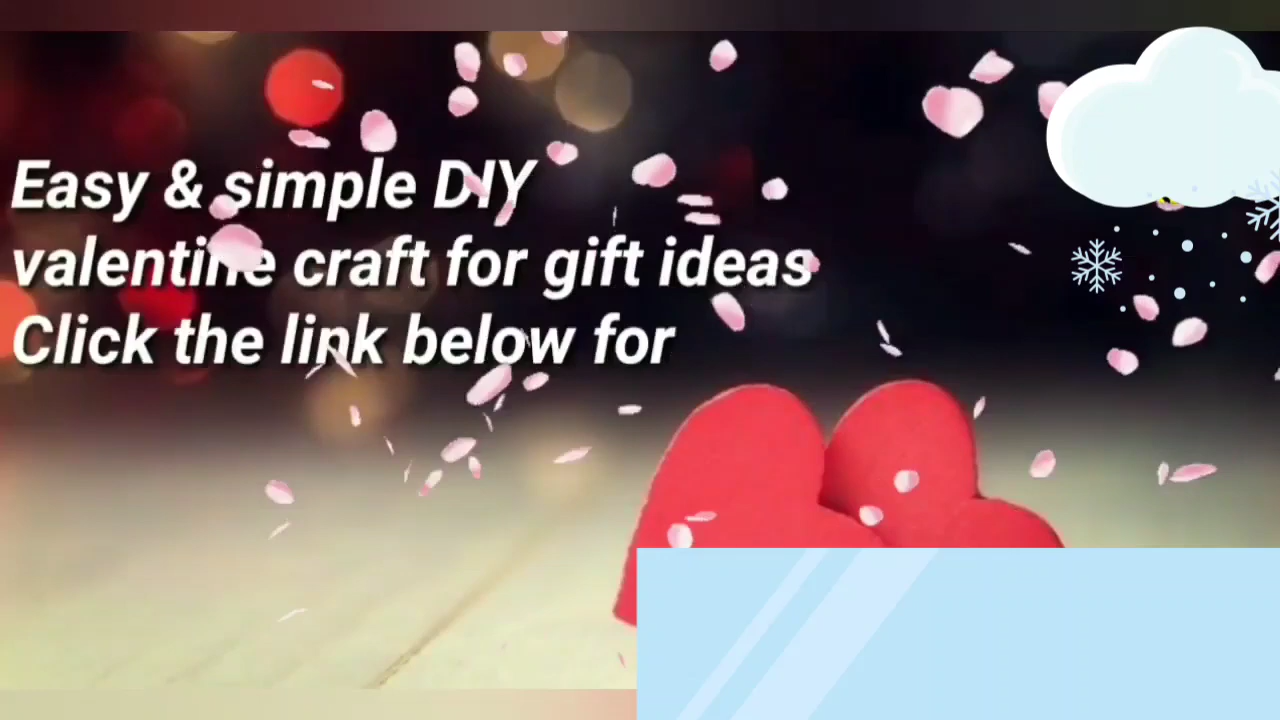 Easy & simple DIY
valentine craft for gift ideas
Click the link below for